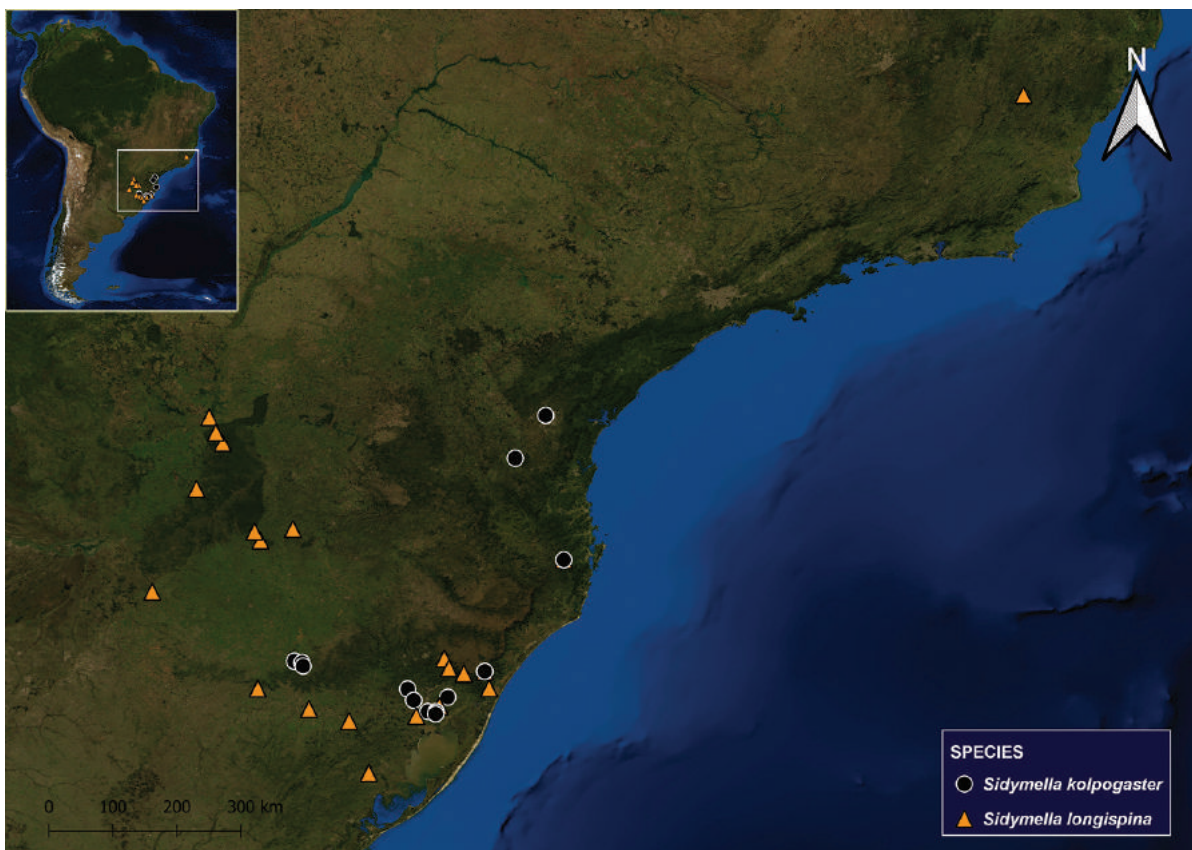 N
SPECIES
Sidymella kolpogaster
Sidymella longispina
0 100 200 300 km